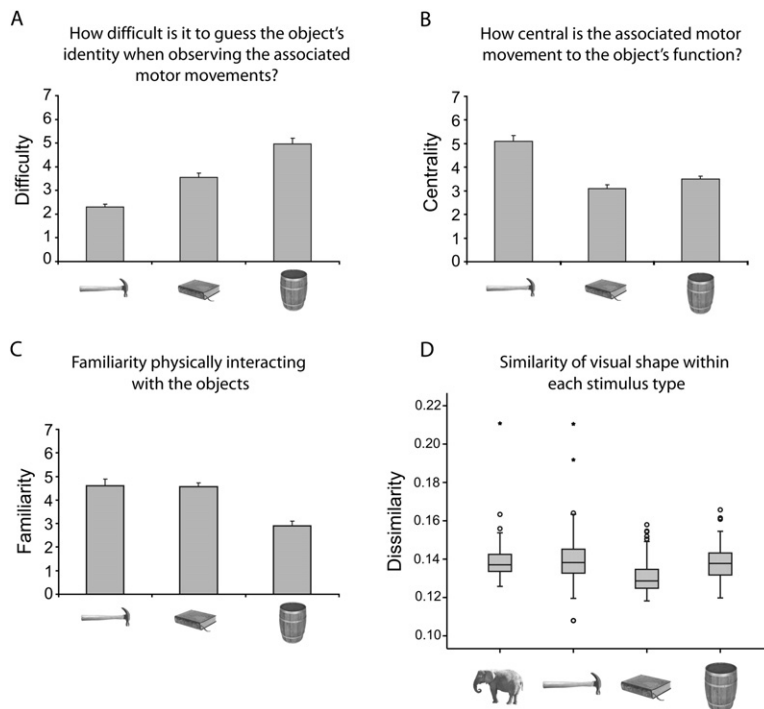 A
How difficult is it to guess the object's
identity when observing the associated
motor movements?
7
6
5
4
3
2
1
0
Difficulty
B
How central is the associated motor
movement to the object's function?
7
6
5
4
3
2
1
0
Centrality
C
Familiarity physically interacting
with the objects
7
6
5
4
3
2
1
0
Familiarity
D
Similarity of visual shape within
each stimulus type
0.22
0.20
0.16
0.14
0.12
0.10
Dissimilarity